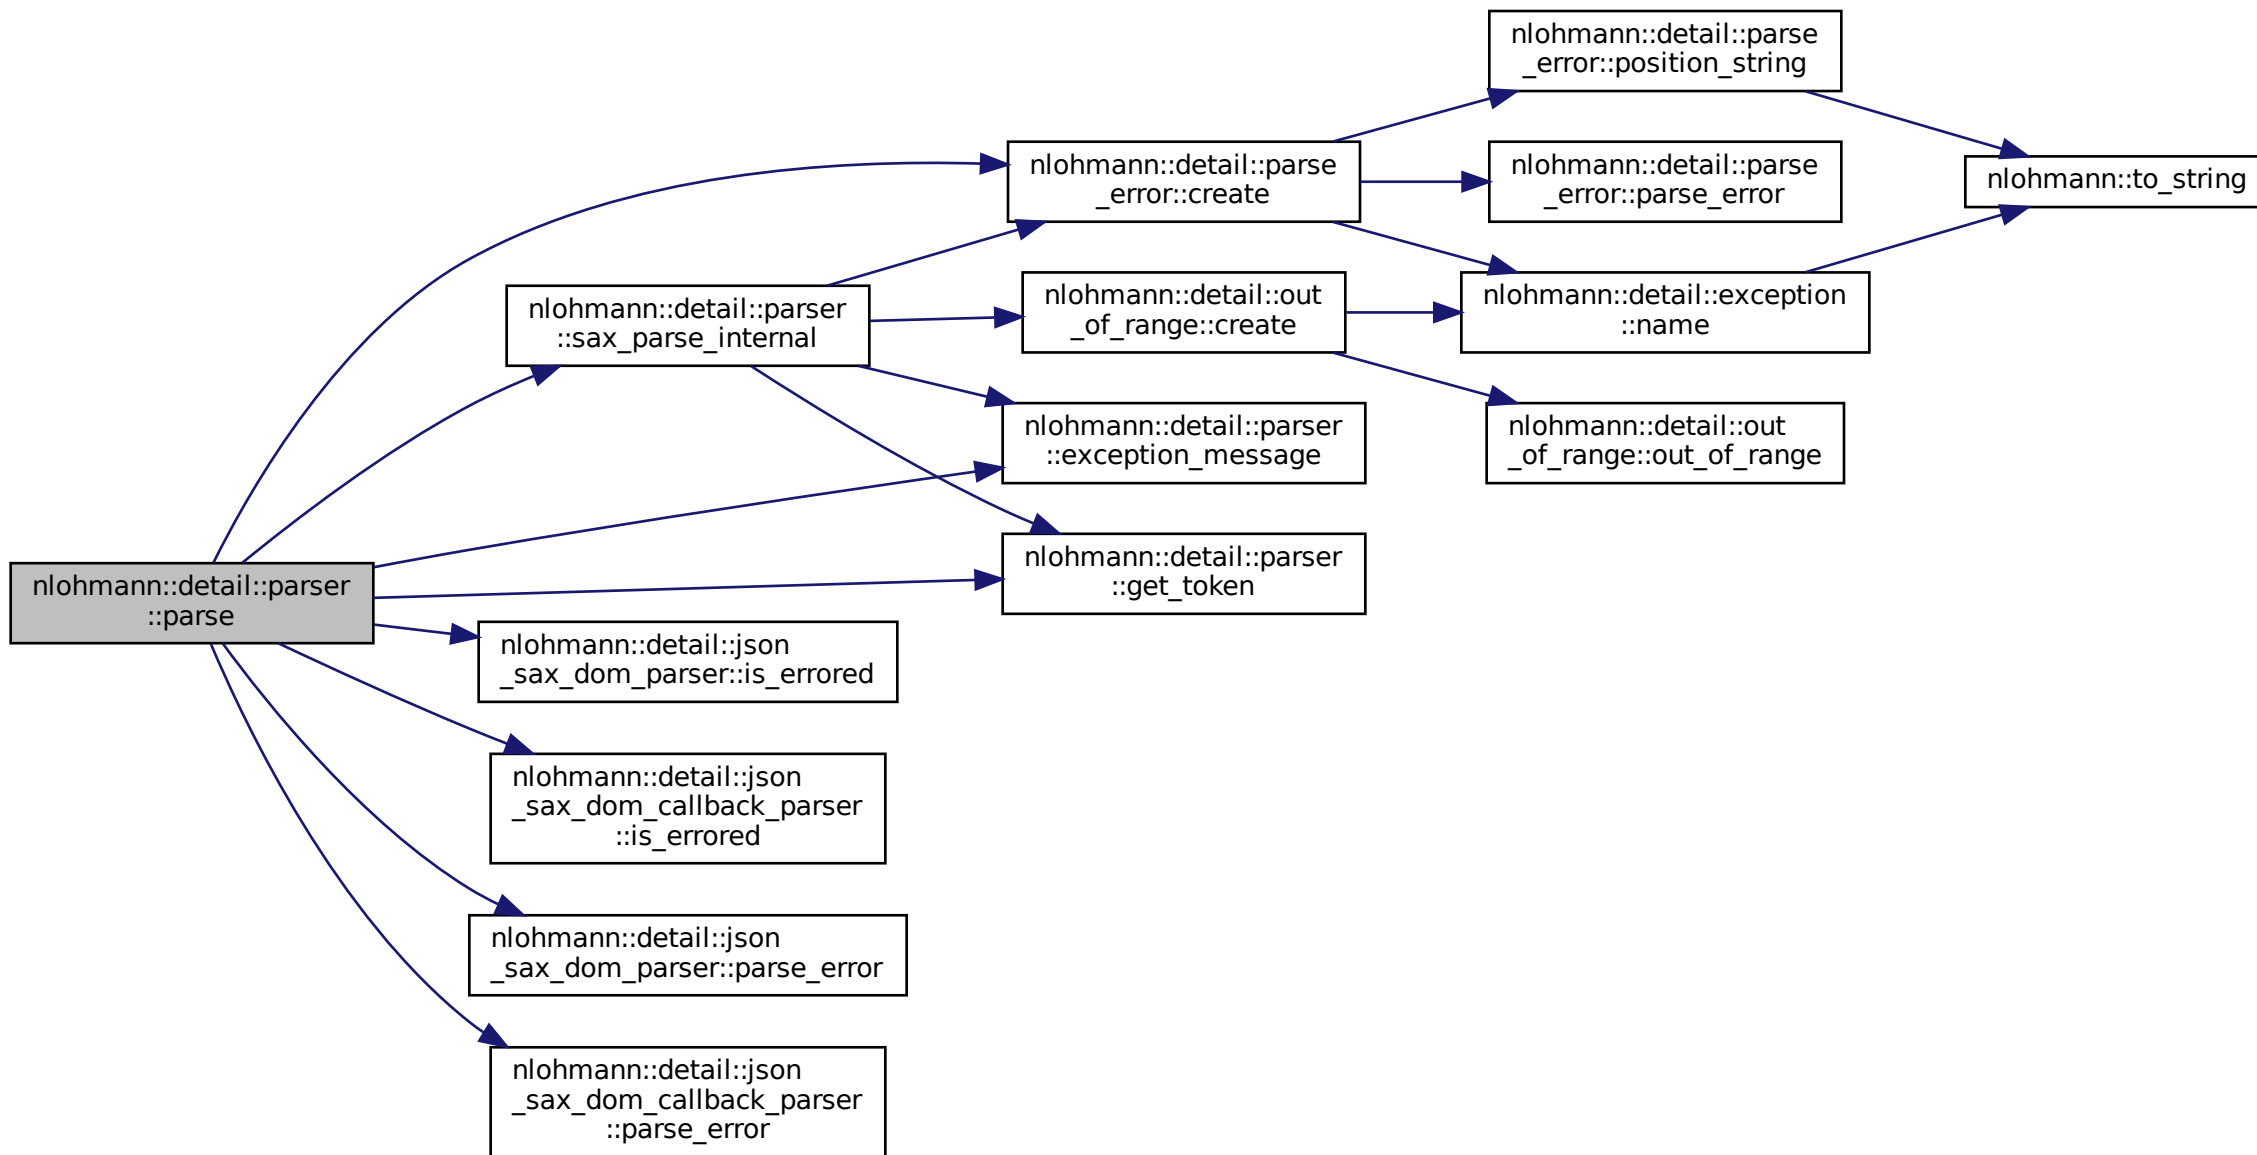 nlohmann::detail::parser
::parse
nlohmann::detail::parser
::sax_parse_internal
nlohmann::detail::json
_sax_dom_parser::is_errored
nlohmann::detail::json
_sax_dom_callback_parser
::is_errored
nlohmann::detail::json
_sax_dom_parser::parse_error
nlohmann::detail::json
_sax_dom_callback_parser
::parse_error
nlohmann::detail::parse
_error::create
nlohmann::detail::out
_of_range::create
nlohmann::detail::parser
::exception_message
nlohmann::detail::parser
::get_token
nlohmann::detail::parse
_error::position_string
nlohmann::detail::parse
_error::parse_error
nlohmann::detail::exception
::name
nlohmann::detail::out
_of_range::out_of_range
nlohmann::to_string